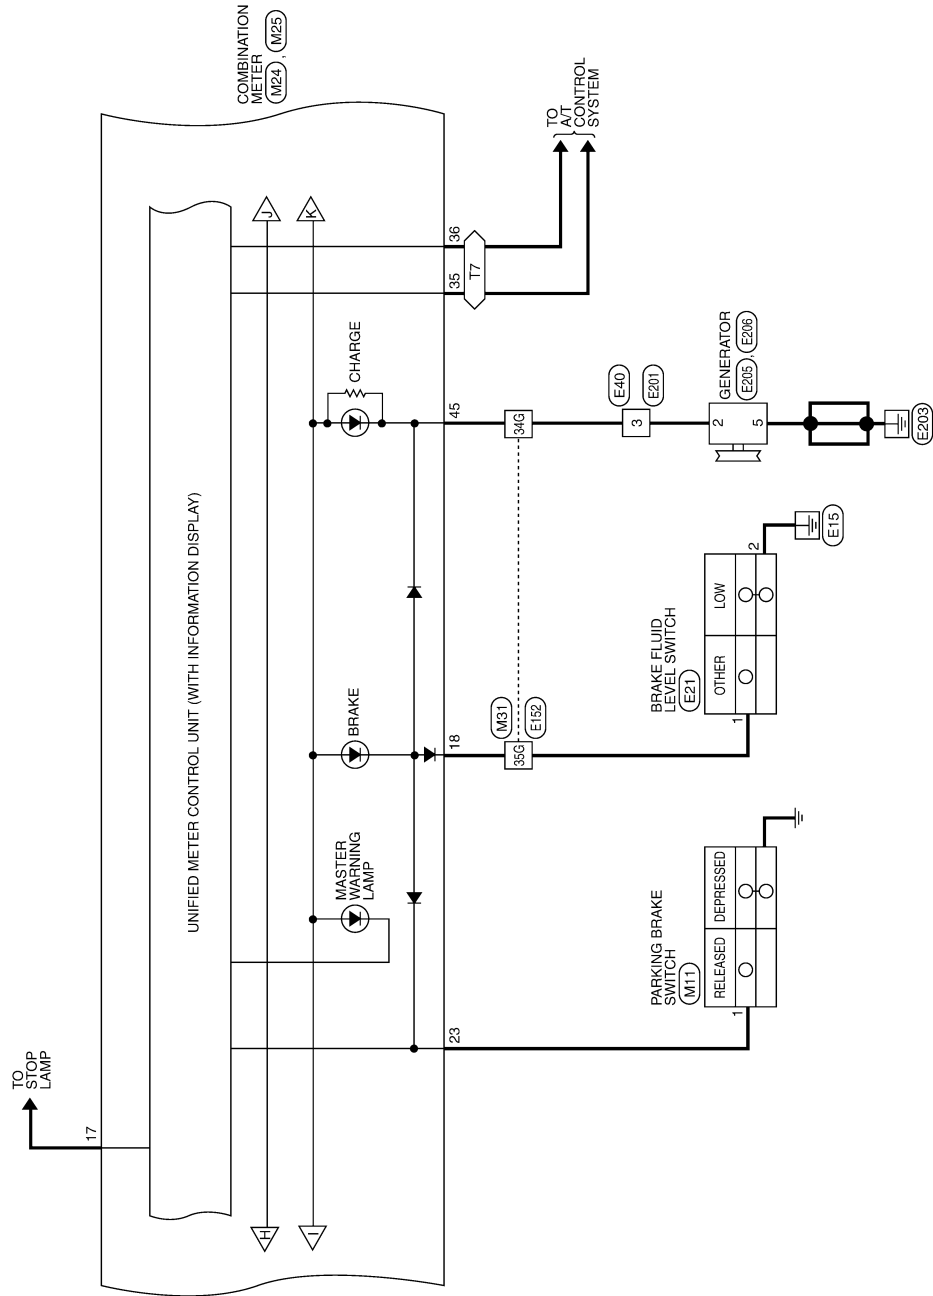 TO
STOP
LAMP
17
H
I
UNIFIED METER CONTROL UNIT (WITH INFORMATION DISPLAY)
J
K
COMBINATION
METER
M24 , M25
MASTER
WARNING
LAMP
BRAKE
CHARGE
23
18
45
35
36
T7
TO
A/T
CONTROL
SYSTEM
35G
M31
E152
34G
3
E40
E201
PARKING BRAKE
SWITCH
M11
1
RELEASED
DEPRESSED
BRAKE FLUID
LEVEL SWITCH
E21
1
OTHER
LOW
2
E15
GENERATOR
E205 , E206
2
5
E203